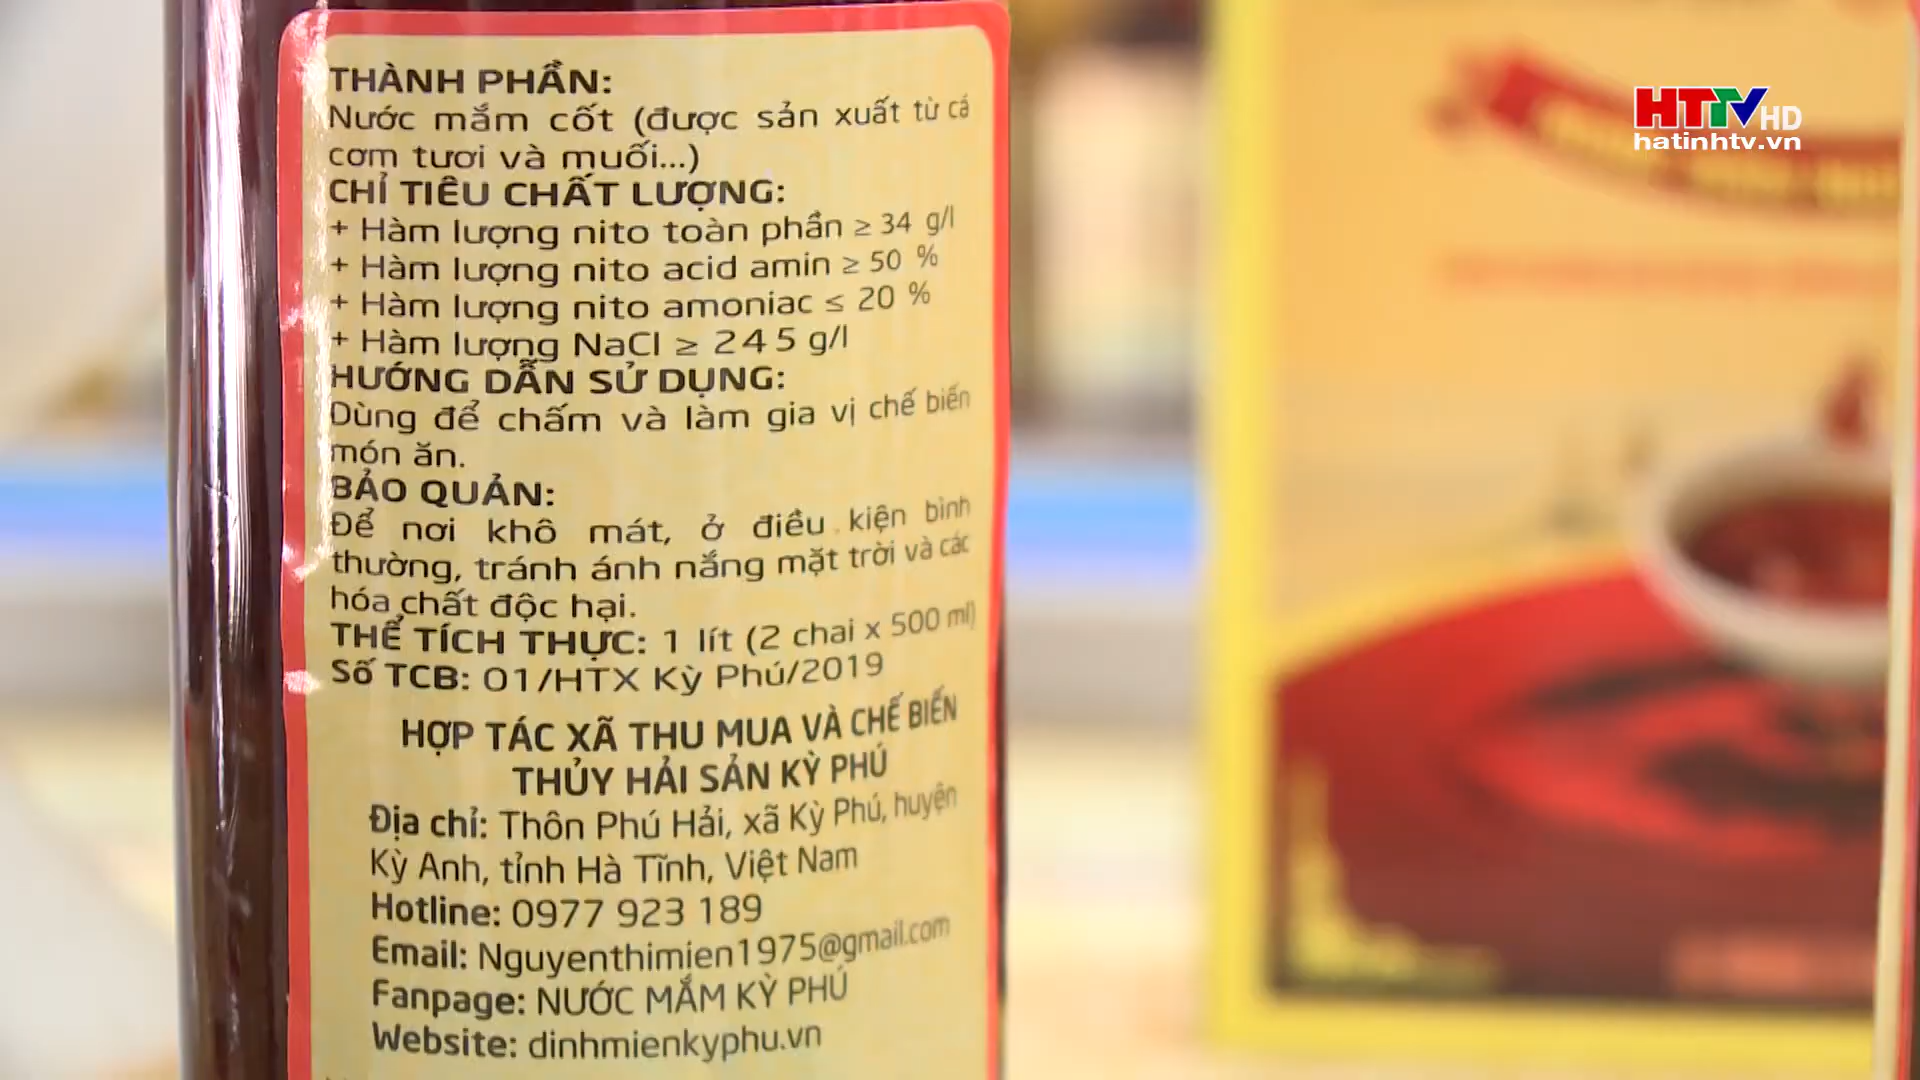 THÀNH PHẦN:
Nước mắm cốt (được sản xuất từ cá
cơm tươi và muối...)
CHỈ TIÊU CHẤT LƯỢNG:
+ Hàm lượng nito toàn phần ≥ 34 g/l
+ Hàm lượng nito acid amin ≥ 50 %
+ Hàm lượng nito amoniac ≤ 20 %
+ Hàm lượng NaCl ≥ 245 g/l
HƯỚNG DẪN SỬ DỤNG:
Dùng để chấm và làm gia vị chế biến
món ăn.
BẢO QUẢN:
Để nơi khô mát, ở điều kiện bình
thường, tránh ánh nắng mặt trời và các
hóa chất độc hại.
THỂ TÍCH THỰC: 1 lít (2 chai x 500 ml)
Số TCB: 01/HTX Kỳ Phú/2019
HỢP TÁC XÃ THU MUA VÀ CHẾ BIẾN
THỦY HẢI SẢN KỲ PHÚ
Địa chỉ: Thôn Phú Hải, xã Kỳ Phú, huyện
Kỳ Anh, tỉnh Hà Tĩnh, Việt Nam
Hotline: 0977 923 189
Email: Nguyenthimien1975@gmail.com
Fanpage: NƯỚC MẮM KỲ PHÚ
Website: dinhmienkyphu.vn
HTTV HD
hatinhtv.vn